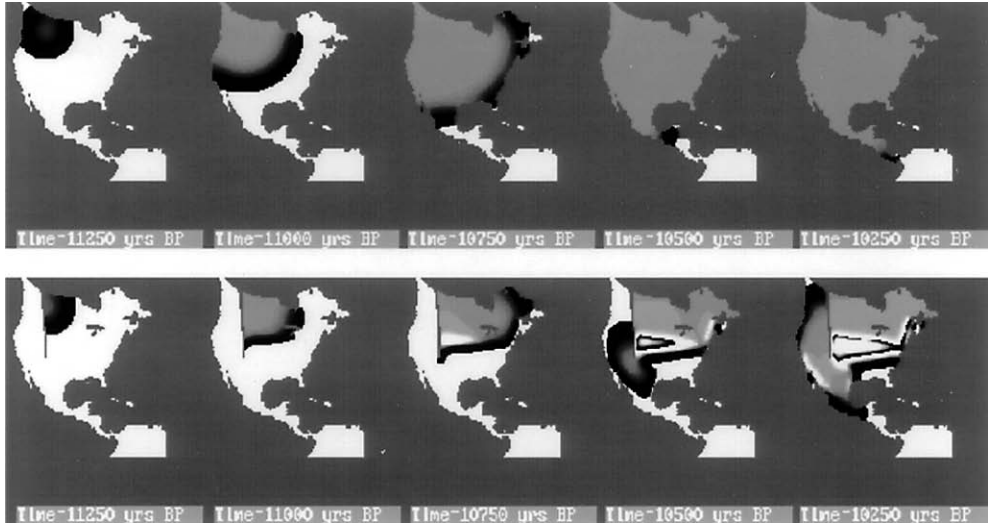 Time-11250 yrs BP
Time-11000 yrs BP
Time-10750 yrs BP
Time-10500 yrs BP
Time-10250 yrs BP
Time-11250 yrs BP
Time-11000 yrs BP
Time-10750 yrs BP
Time-10500 yrs BP
Time-10250 yrs BP